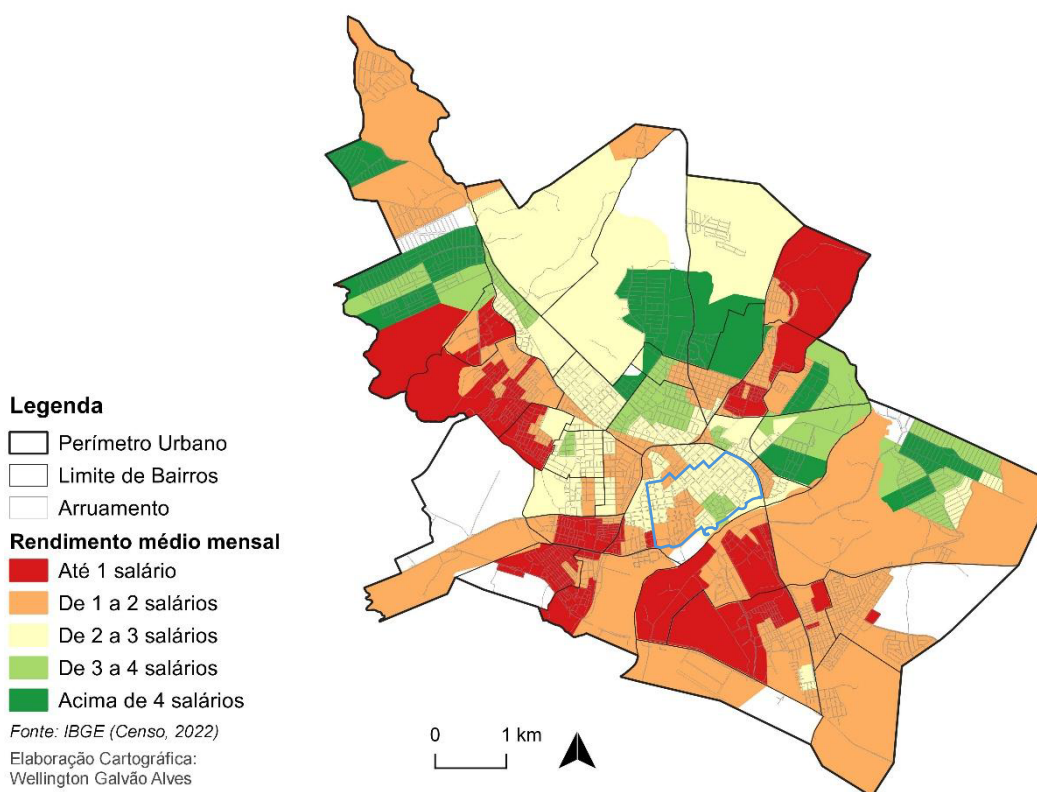 Legenda
Perímetro Urbano
Limite de Bairros
Arruamento
Rendimento médio mensal
Até 1 salário
De 1 a 2 salários
De 2 a 3 salários
De 3 a 4 salários
Acima de 4 salários
Fonte: IBGE (Censo, 2022)
Elaboração Cartográfica:
Wellington Galvão Alves
0 1 km